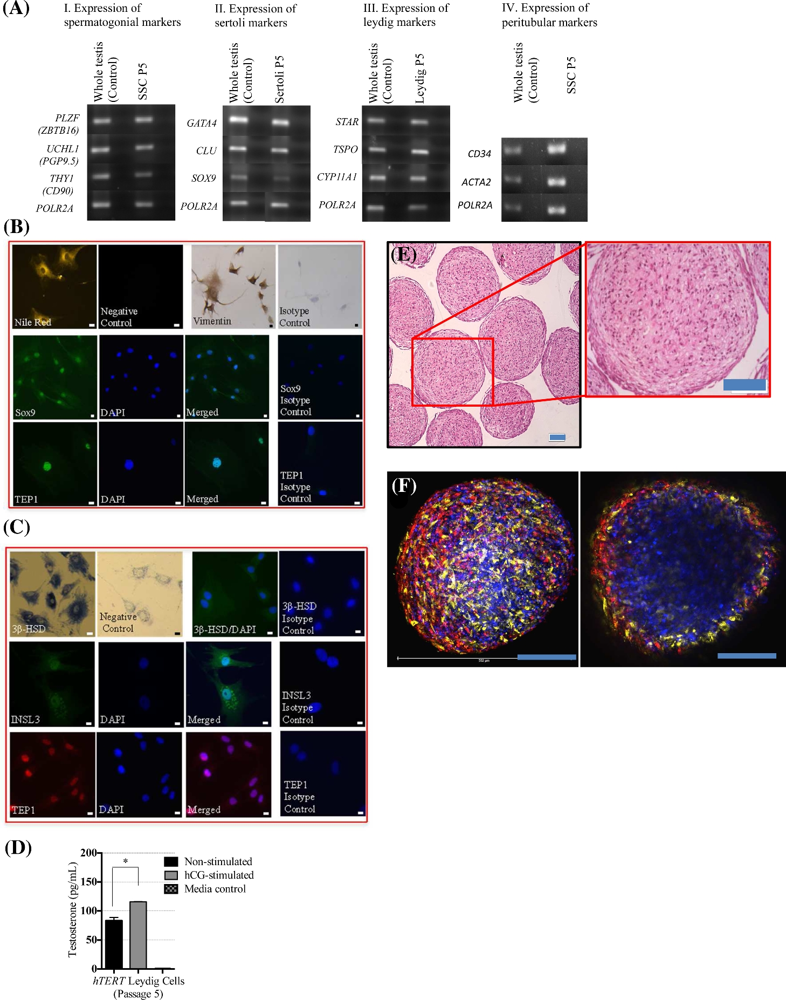 (A)
I. Expression of
spermatogonial markers
II. Expression of
sertoli markers
III. Expression of
leydig markers
IV. Expression of
peritubular markers
Whole testis
(Control)
SSC P5
Whole testis
(Control)
Sertoli P5
Whole testis
(Control)
Leydig P5
Whole testis
(Control)
SSC P5
PLZF
(ZBTB16)
UCHL1
(PGP9.5)
THY1
(CD90)
POLR2A
GATA4
CLU
SOX9
POLR2A
STAR
TSPO
CYP11A1
POLR2A
CD34
ACTA2
POLR2A
(B)
Nile Red
Negative
Control
Vimentin
Isotype
Control
Sox9
DAPI
Merged
Sox9
Isotype
Control
TEP1
DAPI
Merged
TEP1
Isotype
Control
(C)
3β-HSD
Negative
Control
3β-HSD/DAPI
3β-HSD
Isotype
Control
INSL3
DAPI
Merged
INSL3
Isotype
Control
TEP1
DAPI
Merged
TEP1
Isotype
Control
(D)
Testosterone (pg/mL)
200
150
100
50
0
*
Non-stimulated
hCG-stimulated
Media control
hTERT Leydig Cells
(Passage 5)
(E)
(F)
552 µm